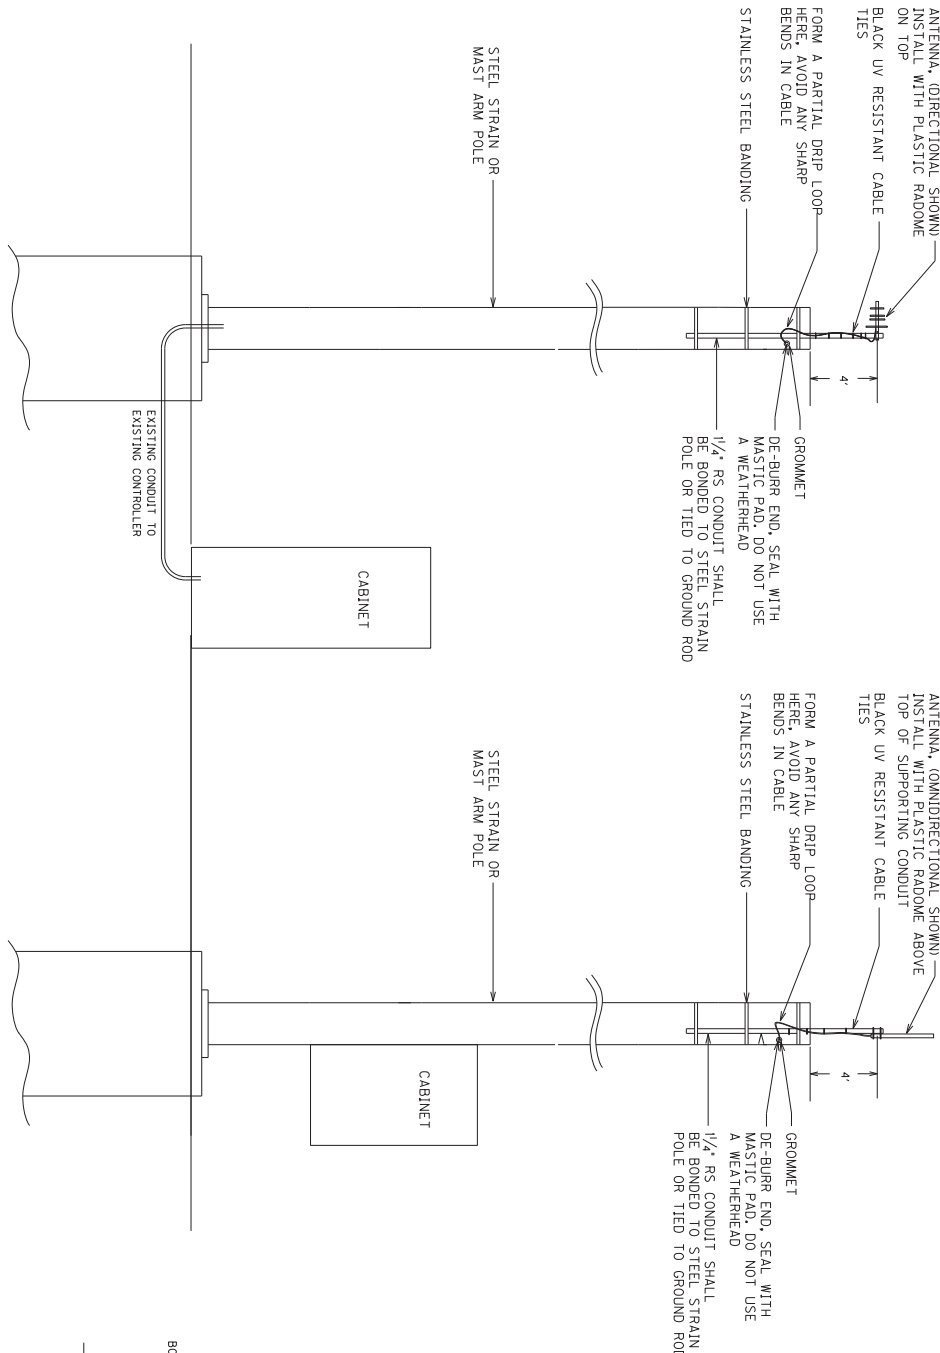 ANTENNA, (DIRECTIONAL SHOWN)
INSTALL WITH PLASTIC RADOME
ON TOP
BLACK UV RESISTANT CABLE
TIES
FORM A PARTIAL DRIP LOOP
HERE, AVOID ANY SHARP
BENDS IN CABLE
STAINLESS STEEL BANDING
STEEL STRAIN OR
MAST ARM POLE
4'
GROMMET
DE-BURR END, SEAL WITH
MASTIC PAD. DO NOT USE
A WEATHERHEAD
1 1/4" RS CONDUIT SHALL
BE BONDED TO STEEL STRAIN
POLE OR TIED TO GROUND ROD
CABINET
EXISTING CONDUIT TO
EXISTING CONTROLLER
ANTENNA, (OMNIDIRECTIONAL SHOWN)
INSTALL WITH PLASTIC RADOME ABOVE
TOP OF SUPPORTING CONDUIT
BLACK UV RESISTANT CABLE
TIES
FORM A PARTIAL DRIP LOOP
HERE, AVOID ANY SHARP
BENDS IN CABLE
STAINLESS STEEL BANDING
STEEL STRAIN OR
MAST ARM POLE
4'
GROMMET
DE-BURR END, SEAL WITH
MASTIC PAD. DO NOT USE
A WEATHERHEAD
1 1/4" RS CONDUIT SHALL
BE BONDED TO STEEL STRAIN
POLE OR TIED TO GROUND ROD
CABINET